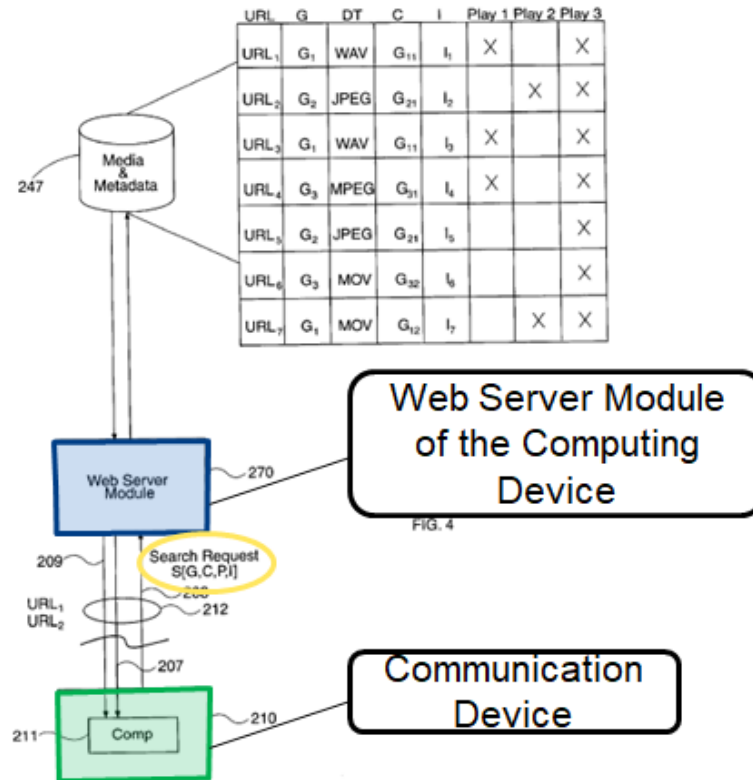 URL G DT C I Play 1 Play 2 Play 3
URL₁ G₁ WAV G₁₁ I₁ X X
URL₂ G₂ JPEG G₂₁ I₂ X X
URL₃ G₁ WAV G₁₁ I₃ X X
URL₄ G₃ MPEG G₃₁ I₄ X X
URL₅ G₂ JPEG G₂₁ I₅ X
URL₆ G₃ MOV G₃₂ I₆ X
URL₇ G₁ MOV G₁₂ I₇ X X
Media
&
Metadata
247
Web Server
Module
270
Web Server Module
of the Computing
Device
FIG. 4
209
Search Request
S[G,C,P,I]
URL₁
URL₂
212
207
Communication
Device
211
Comp
210